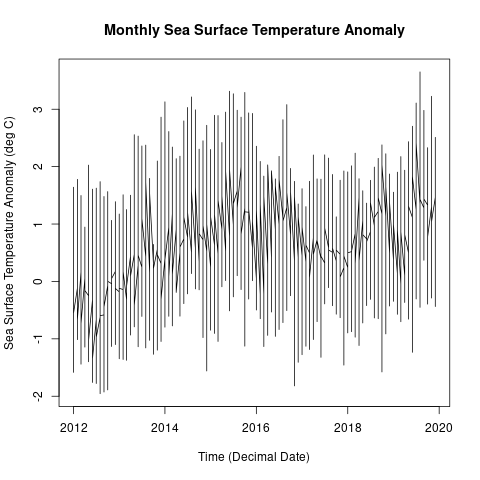 Monthly Sea Surface Temperature Anomaly
Sea Surface Temperature Anomaly (deg C)
3
2
1
0
-1
-2
2012 2014 2016 2018 2020
Time (Decimal Date)